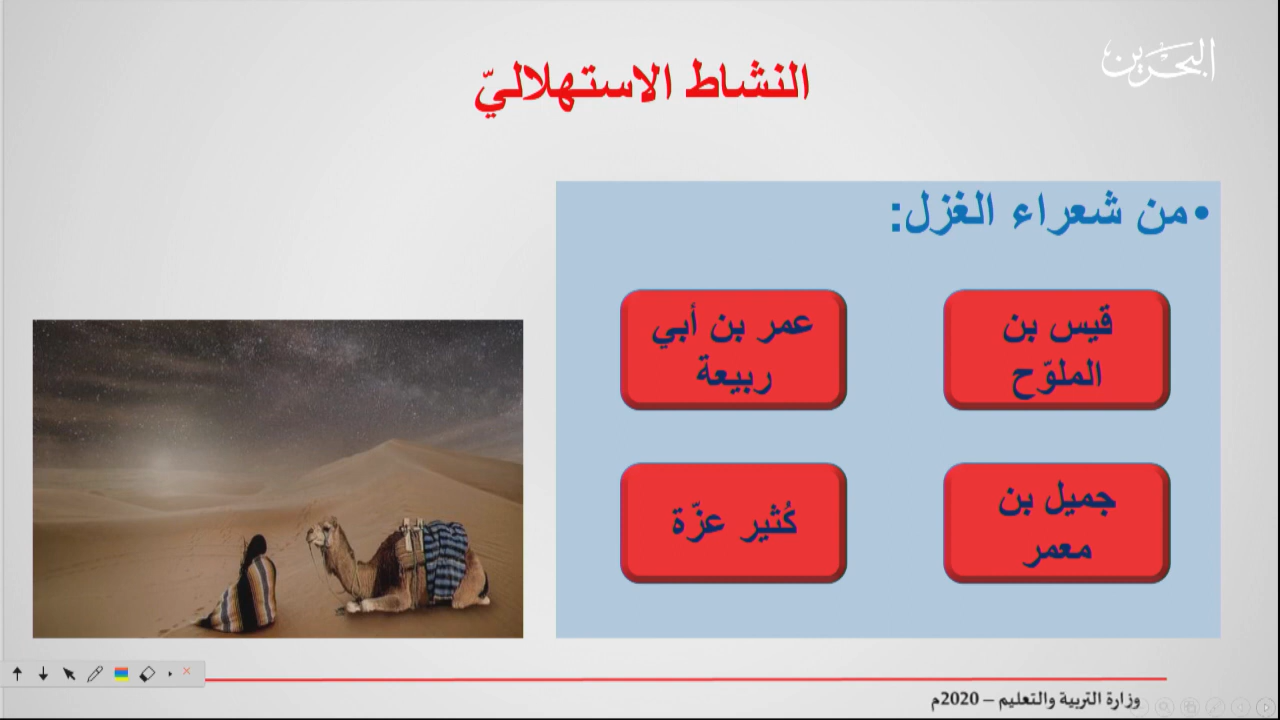 البحرين
النشاط الاستهلاليّ
•من شعراء الغزل:
قيس بن
الملوّح
عمر بن أبي
ربيعة
جميل بن
معمر
كُثير عزّة
وزارة التربية والتعليم – 2020م